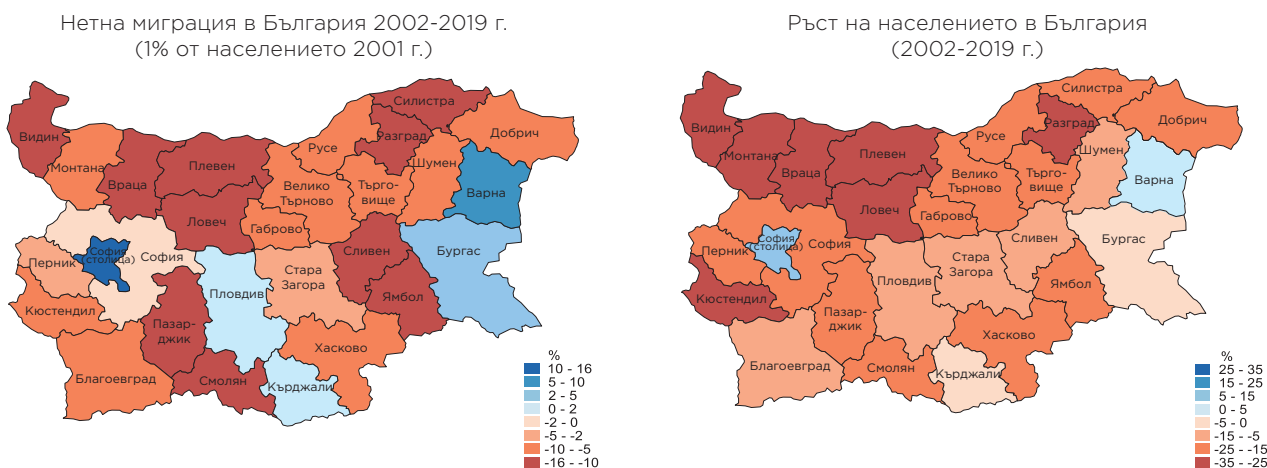 Нетна миграция в България 2002-2019 г.
(1% от населението 2001 г.)
Видин
Монтана
Враца
Плевен
Ловеч
Русе
Велико
Търново
Габрово
Силистра
Разград
Търго-
вище
Шумен
Добрич
Варна
Бургас
Сливен
Ямбол
Стара
Загора
Хасково
Кърджали
Пловдив
Смолян
Пазар-
джик
София
София
(столица)
Перник
Кюстендил
Благоевград
%
10 - 16
5 - 10
0 - 2
-2 - 0
-5 - -2
-10 - -5
-16 - -10
Ръст на населението в България
(2002-2019 г.)
Видин
Монтана
Враца
Плевен
Ловеч
Русе
Велико
Търново
Габрово
Силистра
Разград
Търго-
вище
Шумен
Добрич
Варна
Бургас
Сливен
Ямбол
Стара
Загора
Хасково
Кърджали
Пловдив
Смолян
Пазар-
джик
София
София
(столица)
Перник
Кюстендил
Благоевград
%
25 - 35
15 - 25
5 - 15
0 - 5
-5 - 0
-15 - -5
-25 - -15
-35 - -25